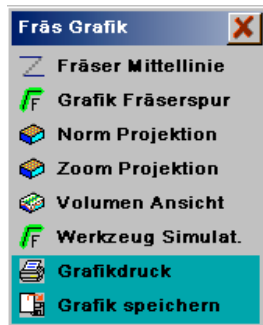 Fräs Grafik
Fräser Mittellinie
Grafik Fräserspur
Norm Projektion
Zoom Projektion
Volumen Ansicht
Werkzeug Simulat.
Grafikdruck
Grafik speichern